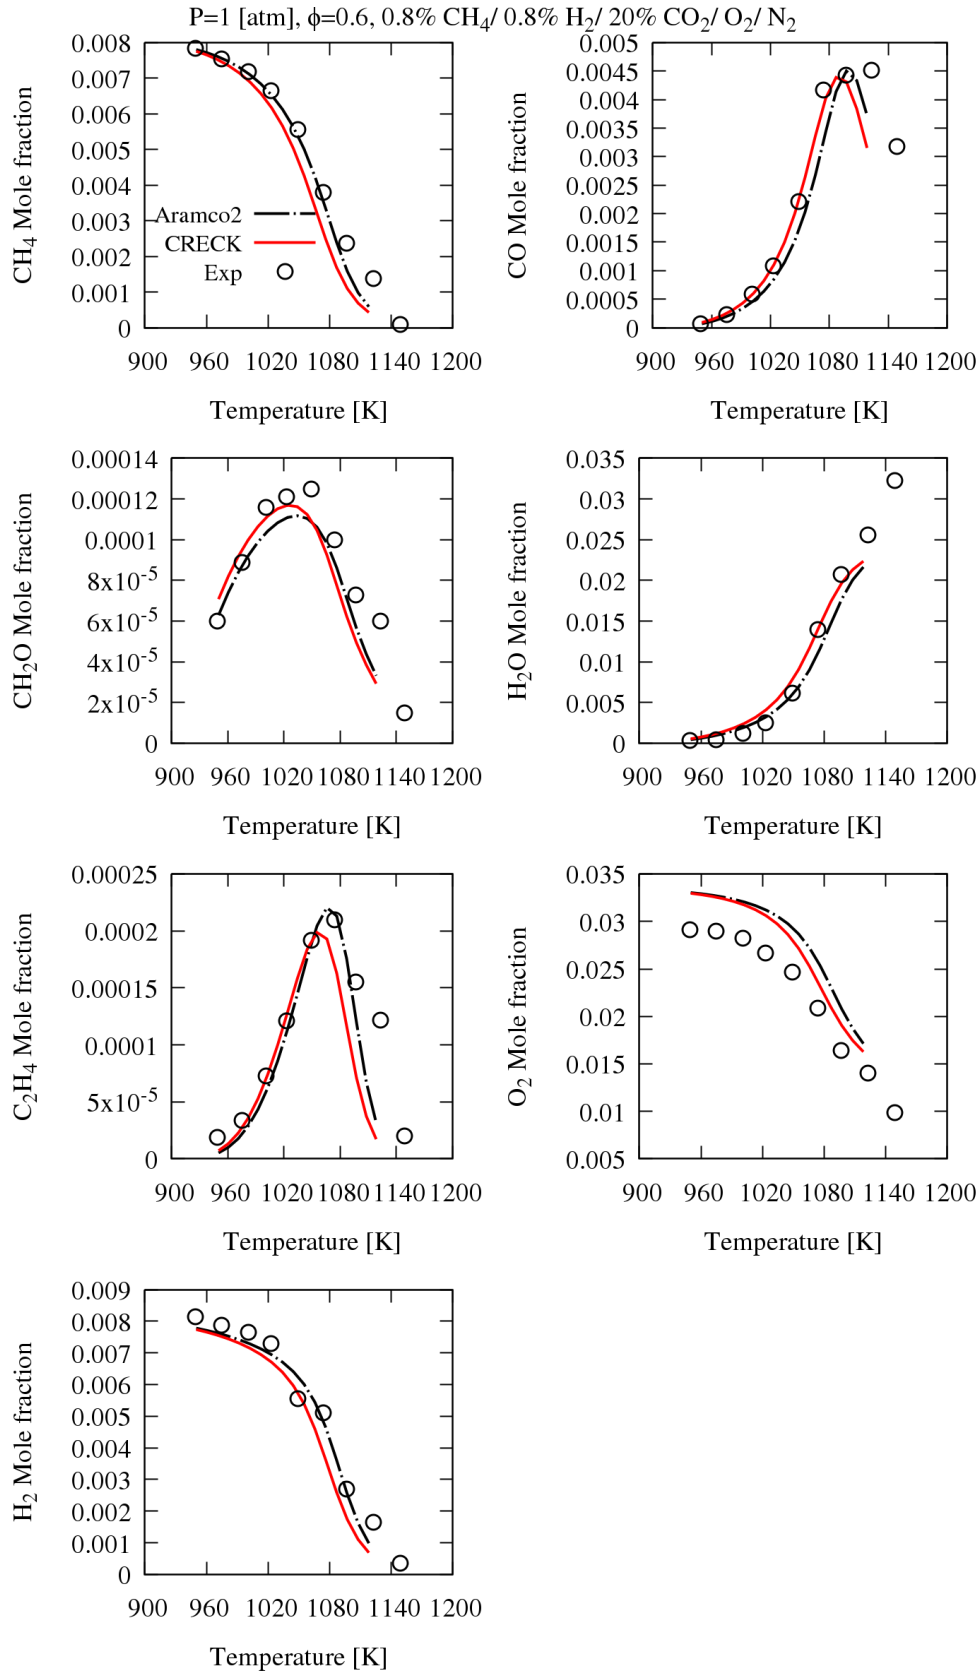 P=1 [atm], ϕ=0.6, 0.8% CH₄/ 0.8% H₂/ 20% CO₂/ O₂/ N₂
0.008
0.007
0.006
0.005
0.004
0.003
0.002
0.001
0
CH₄ Mole fraction
Aramco2
CRECK
Exp
900 960 1020 1080 1140 1200
Temperature [K]
0.005
0.0045
0.004
0.0035
0.003
0.0025
0.002
0.0015
0.001
0.0005
0
CO Mole fraction
900 960 1020 1080 1140 1200
Temperature [K]
0.00014
0.00012
0.0001
8x10⁻⁵
6x10⁻⁵
4x10⁻⁵
2x10⁻⁵
0
CH₂O Mole fraction
900 960 1020 1080 1140 1200
Temperature [K]
0.035
0.03
0.025
0.02
0.015
0.01
0.005
0
H₂O Mole fraction
900 960 1020 1080 1140 1200
Temperature [K]
0.00025
0.0002
0.00015
0.0001
5x10⁻⁵
0
C₂H₄ Mole fraction
900 960 1020 1080 1140 1200
Temperature [K]
0.035
0.03
0.025
0.02
0.015
0.01
0.005
O₂ Mole fraction
900 960 1020 1080 1140 1200
Temperature [K]
0.009
0.008
0.007
0.006
0.005
0.004
0.003
0.002
0.001
0
H₂ Mole fraction
900 960 1020 1080 1140 1200
Temperature [K]